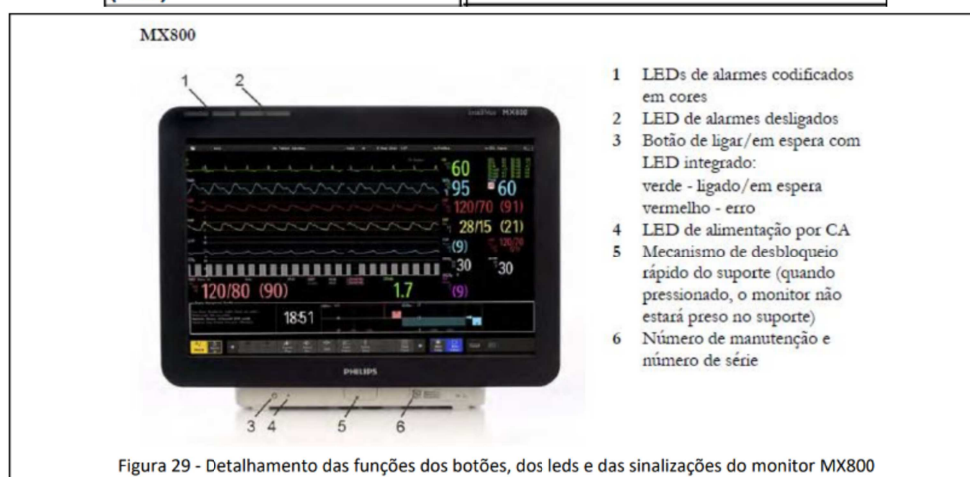 MX800
1 2
MX800
60
95 60
120/70 (91)
28/15 (21)
(9) 120/70
30 30
120/80 (90) 1.7 (9)
18:51
PHILIPS
3 4 5 6
1 LEDs de alarmes codificados
em cores
2 LED de alarmes desligados
3 Botão de ligar/em espera com
LED integrado:
verde - ligado/em espera
vermelho - erro
4 LED de alimentação por CA
5 Mecanismo de desbloqueio
rápido do suporte (quando
pressionado, o monitor não
estará preso no suporte)
6 Número de manutenção e
número de série
Figura 29 - Detalhamento das funções dos botões, dos leds e das sinalizações do monitor MX800